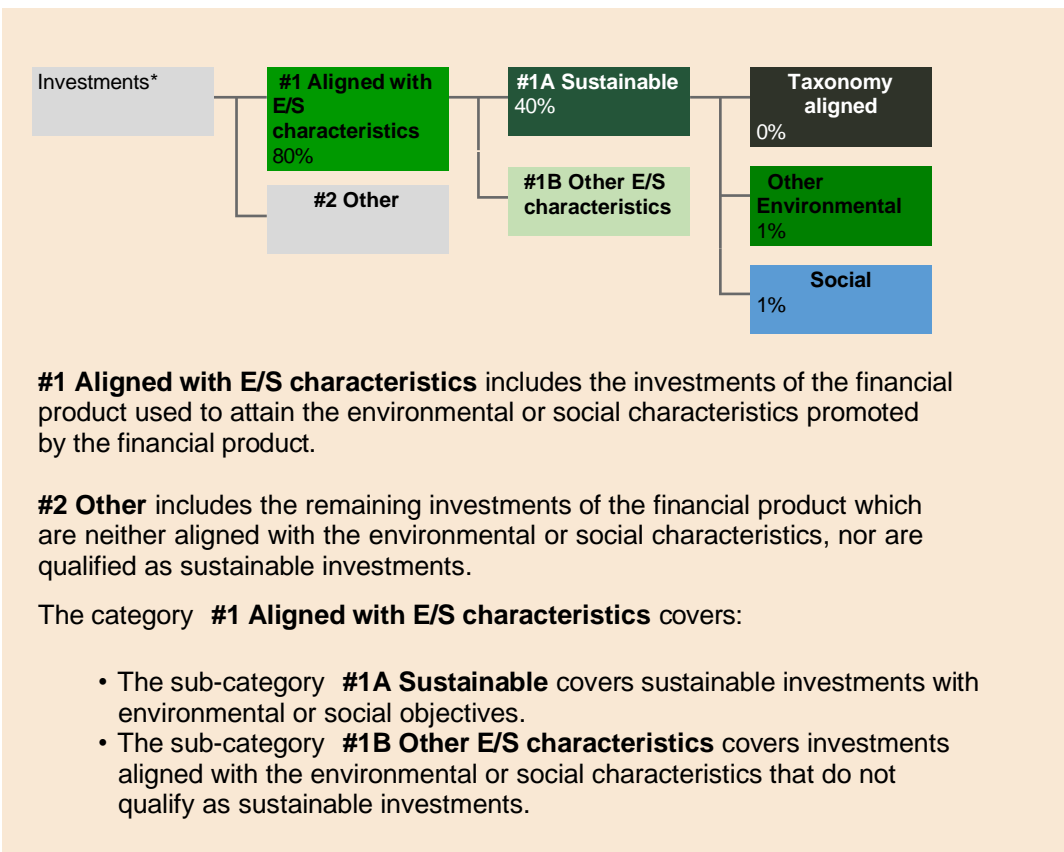 Investments*
#1 Aligned with
E/S
characteristics
80%
#2 Other
#1A Sustainable
40%
#1B Other E/S
characteristics
Taxonomy
aligned
0%
Other
Environmental
1%
Social
1%
#1 Aligned with E/S characteristics includes the investments of the financial
product used to attain the environmental or social characteristics promoted
by the financial product.
#2 Other includes the remaining investments of the financial product which
are neither aligned with the environmental or social characteristics, nor are
qualified as sustainable investments.
The category #1 Aligned with E/S characteristics covers:
• The sub-category #1A Sustainable covers sustainable investments with
environmental or social objectives.
• The sub-category #1B Other E/S characteristics covers investments
aligned with the environmental or social characteristics that do not
qualify as sustainable investments.